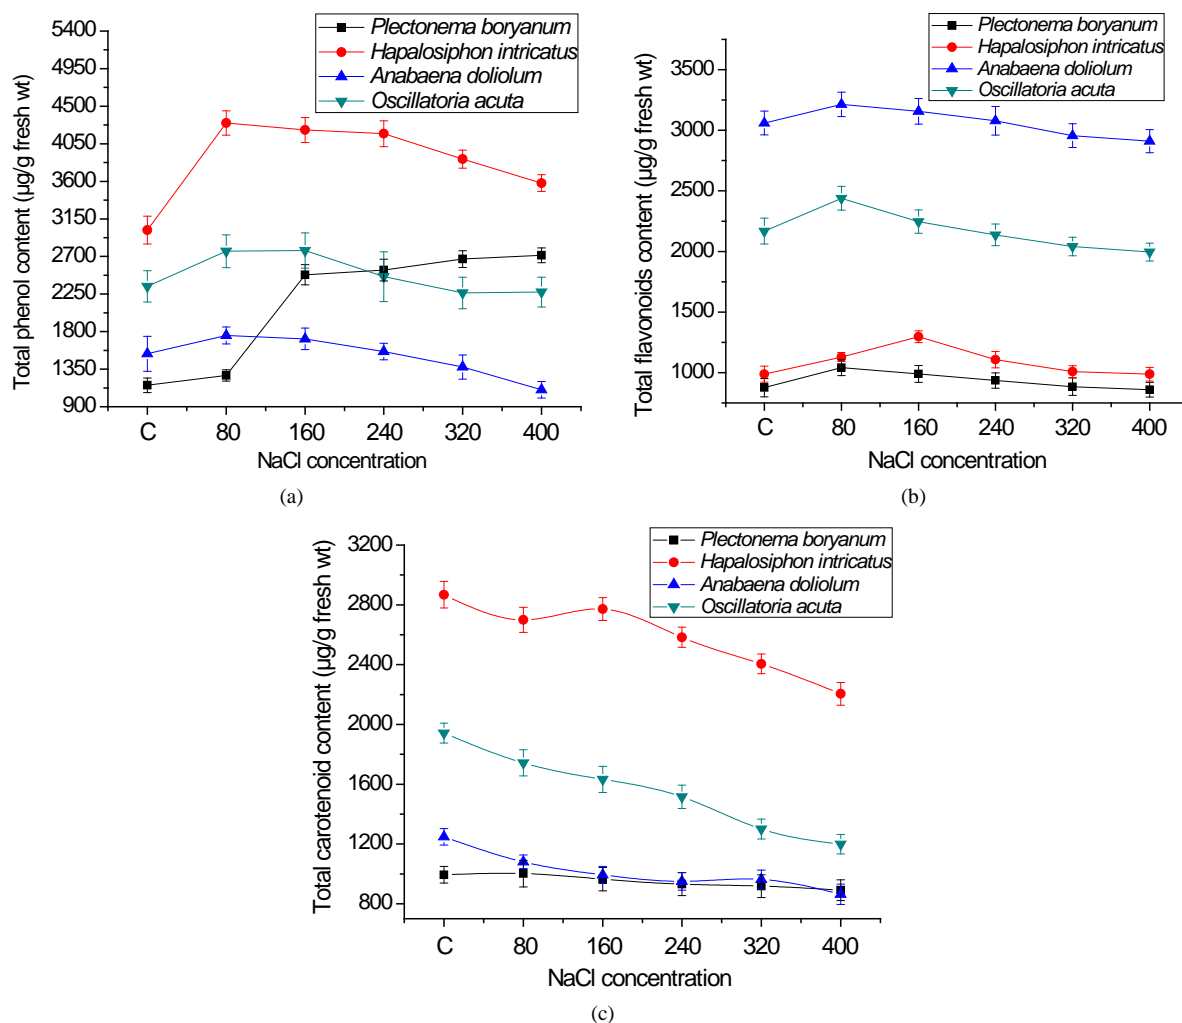 Plectonema boryanum
Hapalosiphon intricatus
Anabaena doliolum
Oscillatoria acuta
Total phenol content (µg/g fresh wt)
5400
4950
4500
4050
3600
3150
2700
2250
1800
1350
900
C 80 160 240 320 400
NaCl concentration
(a)
Plectonema boryanum
Hapalosiphon intricatus
Anabaena doliolum
Oscillatoria acuta
Total flavonoids content (µg/g fresh wt)
3500
3000
2500
2000
1500
1000
C 80 160 240 320 400
NaCl concentration
(b)
Plectonema boryanum
Hapalosiphon intricatus
Anabaena doliolum
Oscillatoria acuta
Total carotenoid content (µg/g fresh wt)
3200
2800
2400
2000
1600
1200
800
C 80 160 240 320 400
NaCl concentration
(c)